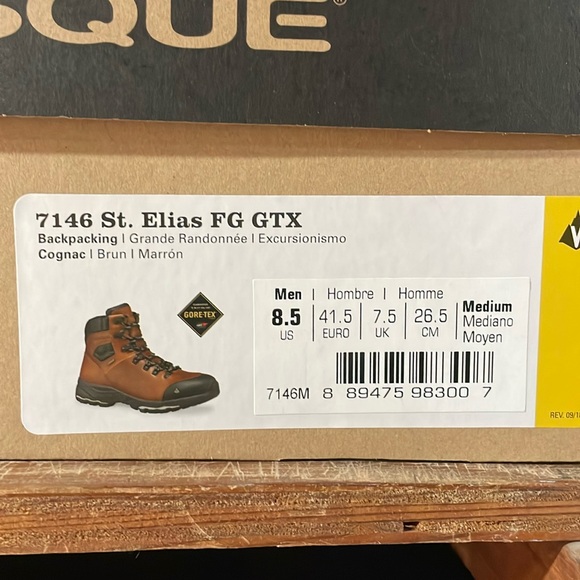 SQUE
7146 St. Elias FG GTX
Backpacking | Grande Randonnée | Excursionismo
Cognac | Brun | Marrón
GORE-TEX
Men | Hombre | Homme
8.5 | 41.5 | 7.5 | 26.5 | Medium
US EURO UK CM Mediano
Moyen
7146M 8 89475 98300 7
REV. 09/1